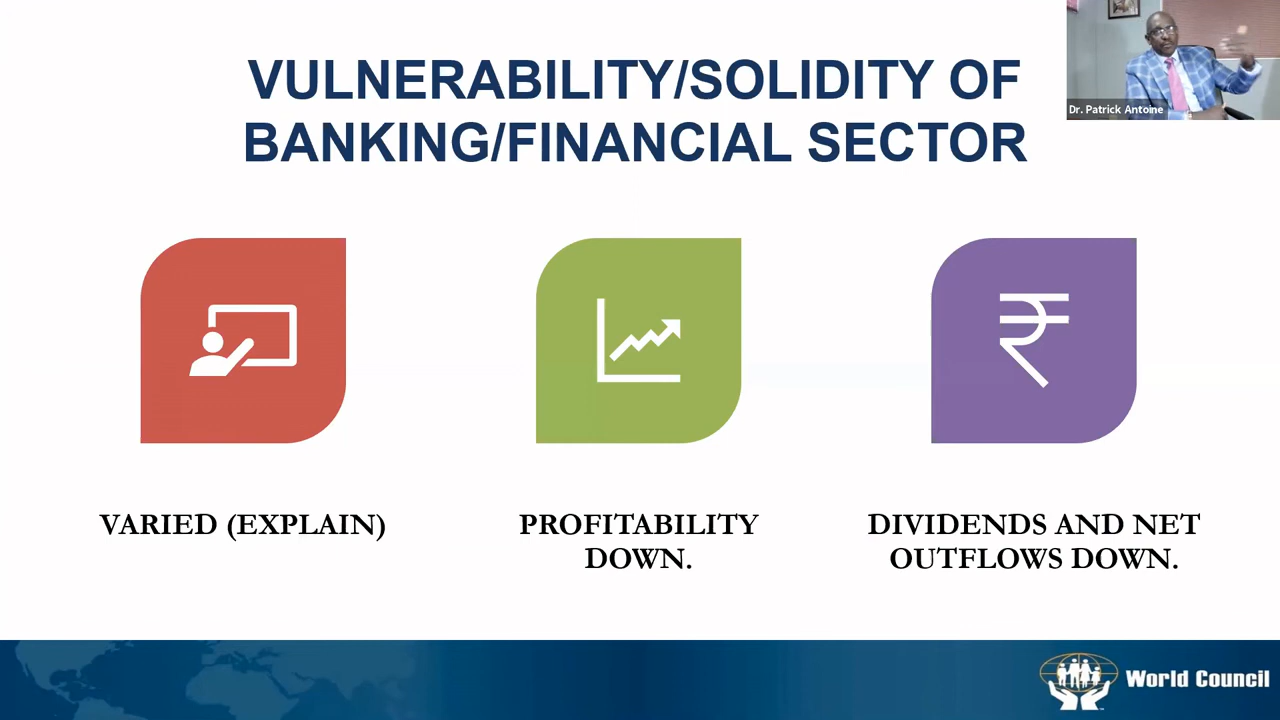 VULNERABILITY/SOLIDITY OF
BANKING/FINANCIAL SECTOR
Dr. Patrick Antoine
₹
VARIED (EXPLAIN)
PROFITABILITY
DOWN.
DIVIDENDS AND NET
OUTFLOWS DOWN.
World Council